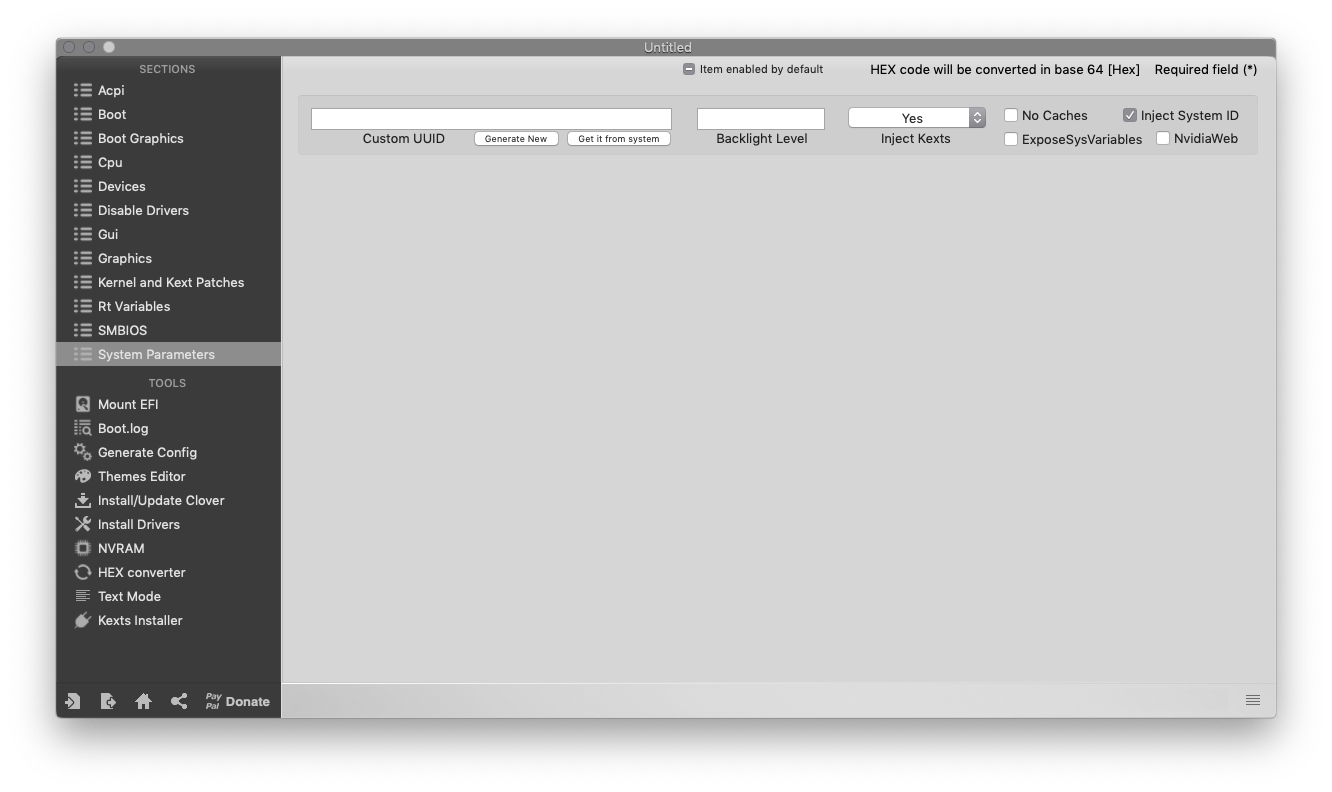 Untitled
SECTIONS
Acpi
Boot
Boot Graphics
Cpu
Devices
Disable Drivers
Gui
Graphics
Kernel and Kext Patches
Rt Variables
SMBIOS
System Parameters
TOOLS
Mount EFI
Boot.log
Generate Config
Themes Editor
Install/Update Clover
Install Drivers
NVRAM
HEX converter
Text Mode
Kexts Installer
Pay
Pal
Donate
Item enabled by default
HEX code will be converted in base 64 [Hex]
Required field (*)
Custom UUID
Generate New
Get it from system
Backlight Level
Yes
Inject Kexts
No Caches
Inject System ID
ExposeSysVariables
NvidiaWeb